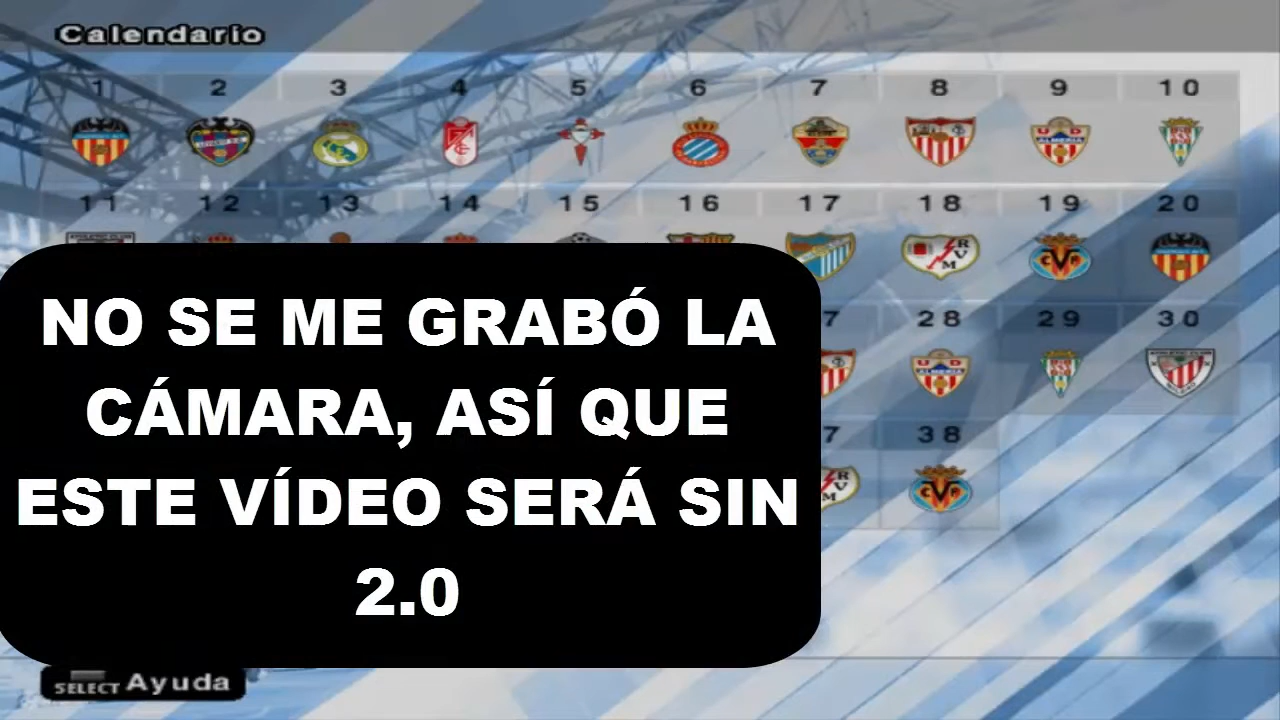 Calendario
1 2 3 4 5 6 7 8 9 10
11 12 13 14 15 16 17 18 19 20
7 28 29 30
7 38
NO SE ME GRABÓ LA
CÁMARA, ASÍ QUE
ESTE VÍDEO SERÁ SIN
2.0
SELECT Ayuda